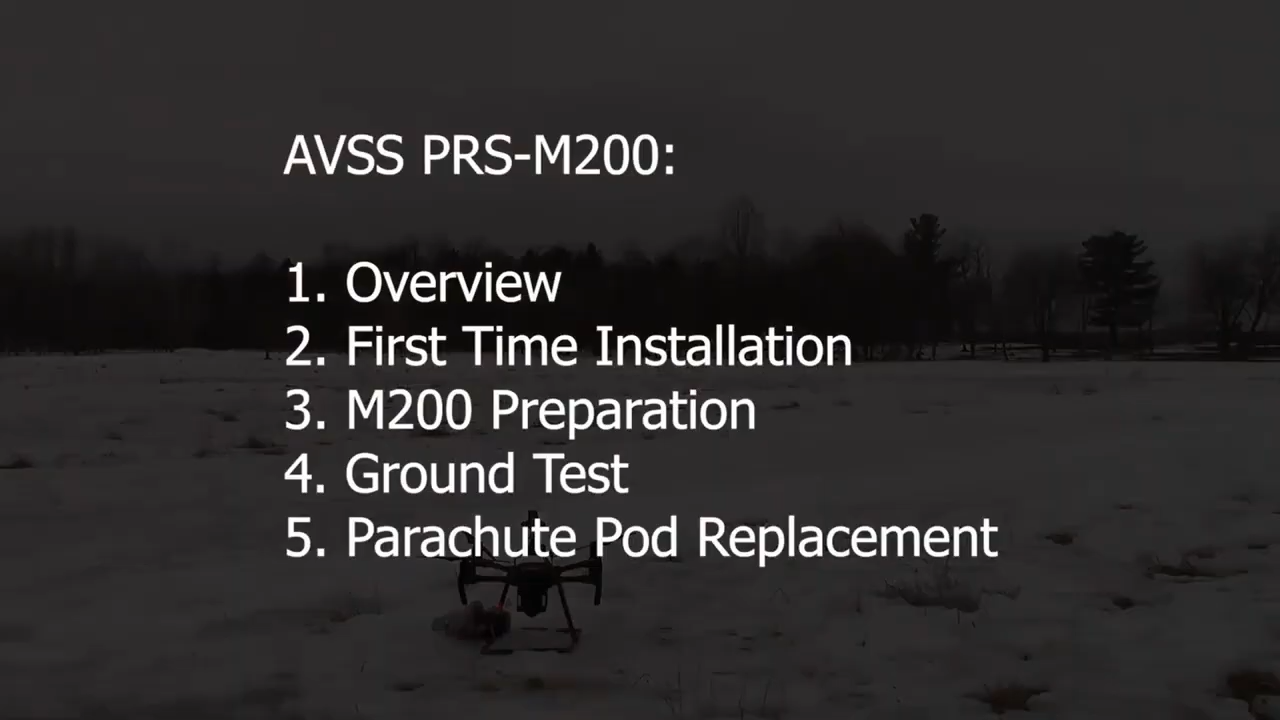 AVSS PRS-M200:
1. Overview
2. First Time Installation
3. M200 Preparation
4. Ground Test
5. Parachute Pod Replacement